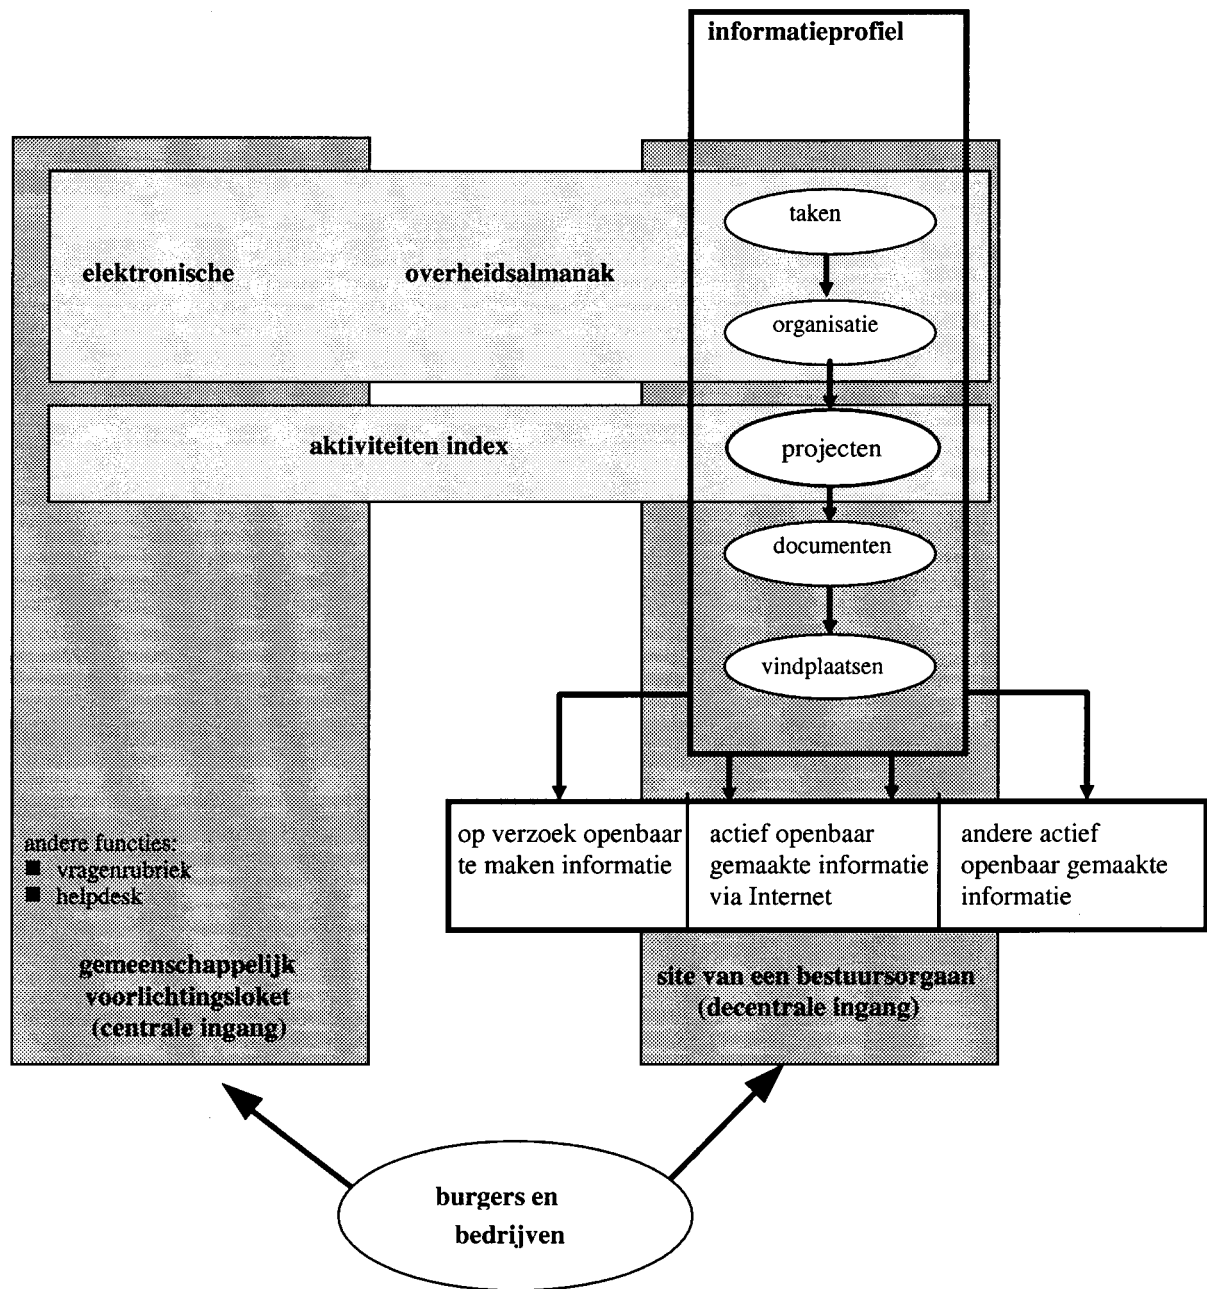 informatieprofiel
taken
elektronische overheidsalmanak
organisatie
aktiviteiten index
projecten
documenten
vindplaatsen
op verzoek openbaar
te maken informatie
actief openbaar
gemaakte informatie
via Internet
andere actief
openbaar gemaakte
informatie
andere functies:
■ vragenrubriek
■ helpdesk
gemeenschappelijk
voorlichtingsloket
(centrale ingang)
site van een bestuursorgaan
(decentrale ingang)
burgers en
bedrijven